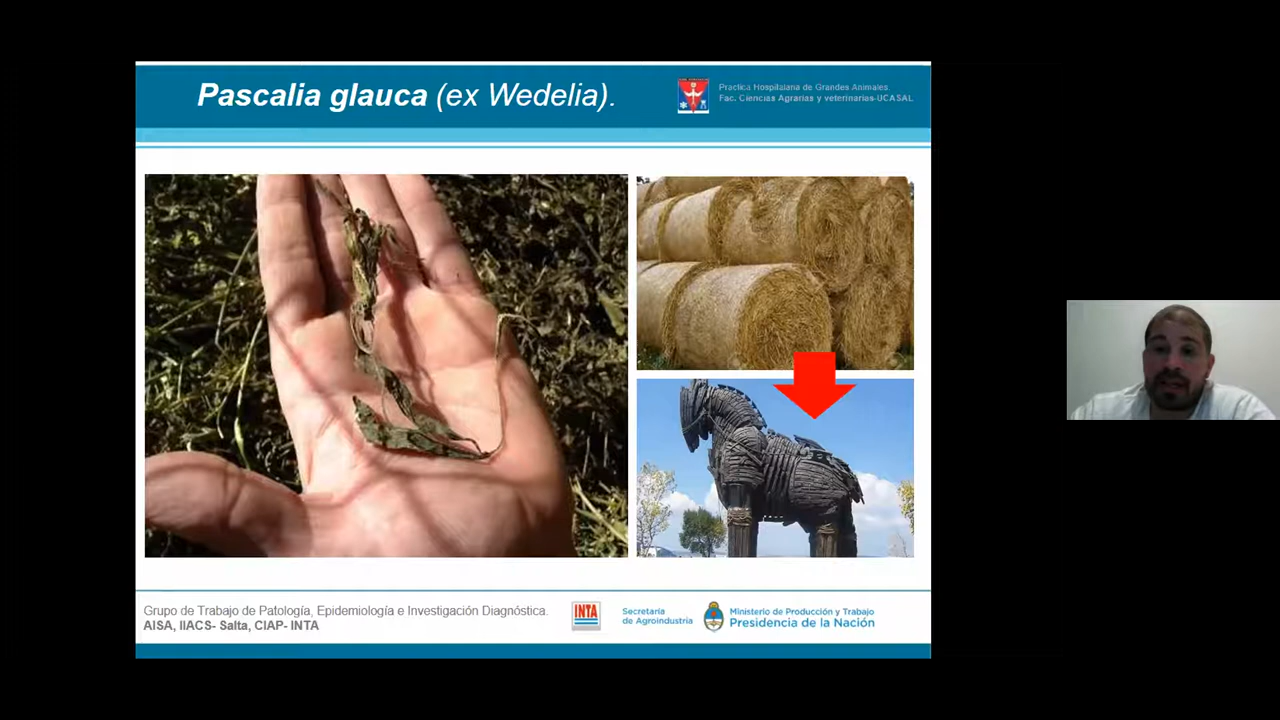 Pascalia glauca (ex Wedelia).
Practica Hospilalana de Grandes Animales.
Fac. Ciencias Agrarias y veterinarias-UCASAL
Grupo de Trabajo de Patología, Epidemiología e Investigación Diagnóstica.
AISA, IIACS- Salta, CIAP- INTA
INTA
Secretaría
de Agroindustria
Ministerio de Producción y Trabajo
Presidencia de la Nación